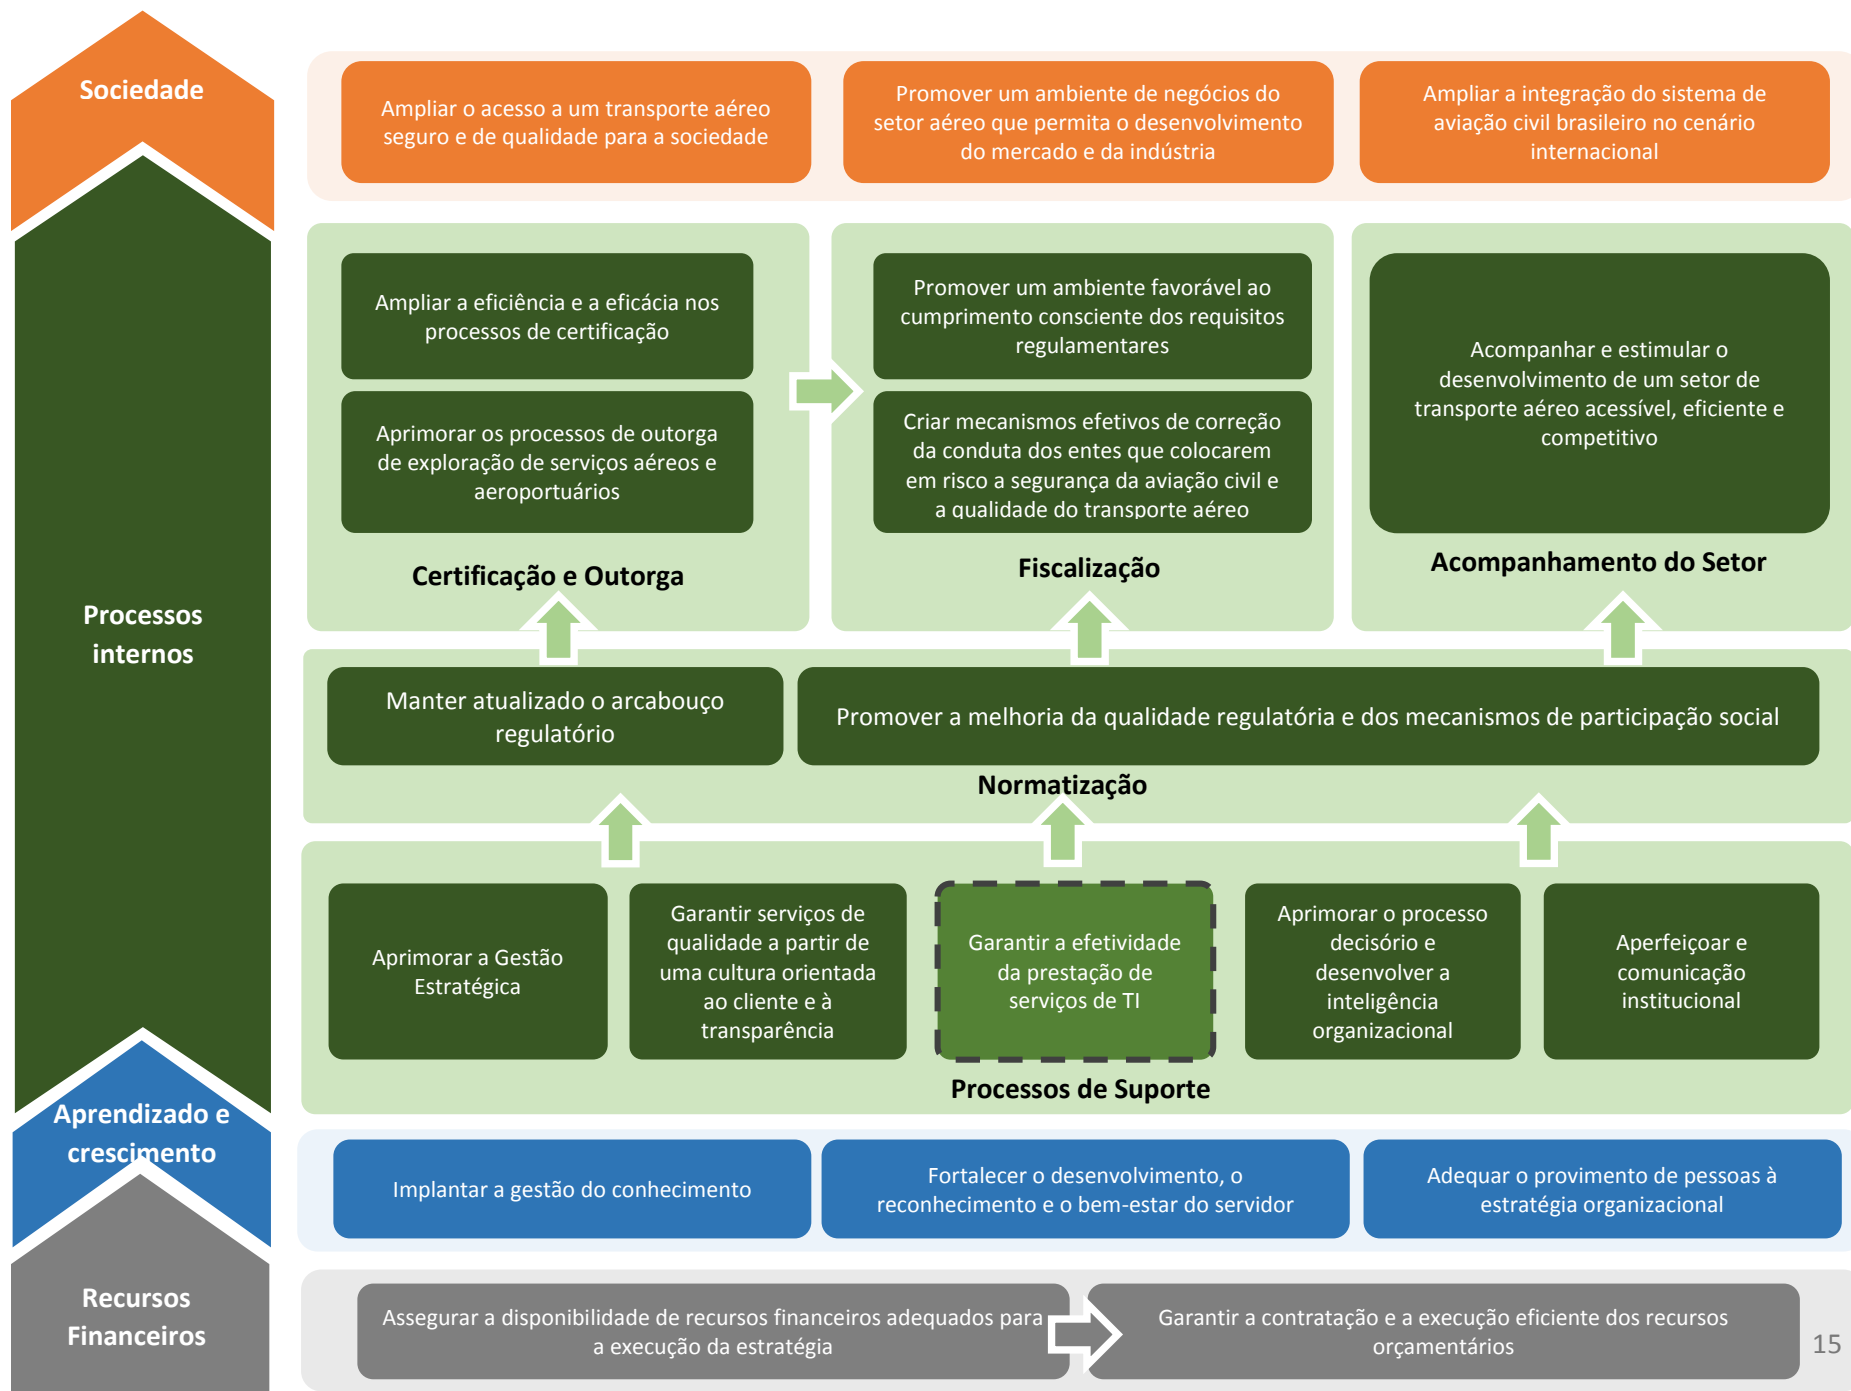 Sociedade
Ampliar o acesso a um transporte aéreo
seguro e de qualidade para a sociedade
Promover um ambiente de negócios do
setor aéreo que permita o desenvolvimento
do mercado e da indústria
Ampliar a integração do sistema de
aviação civil brasileiro no cenário
internacional
Processos
internos
Ampliar a eficiência e a eficácia nos
processos de certificação
Aprimorar os processos de outorga
de exploração de serviços aéreos e
aeroportuários
Certificação e Outorga
Promover um ambiente favorável ao
cumprimento consciente dos requisitos
regulamentares
Criar mecanismos efetivos de correção
da conduta dos entes que colocarem
em risco a segurança da aviação civil e
a qualidade do transporte aéreo
Fiscalização
Acompanhar e estimular o
desenvolvimento de um setor de
transporte aéreo acessível, eficiente e
competitivo
Acompanhamento do Setor
Manter atualizado o arcabouço
regulatório
Promover a melhoria da qualidade regulatória e dos mecanismos de participação social
Normatização
Aprimorar a Gestão
Estratégica
Garantir serviços de
qualidade a partir de
uma cultura orientada
ao cliente e à
transparência
Garantir a efetividade
da prestação de
serviços de TI
Aprimorar o processo
decisório e
desenvolver a
inteligência
organizacional
Aperfeiçoar e
comunicação
institucional
Processos de Suporte
Aprendizado e
crescimento
Implantar a gestão do conhecimento
Fortalecer o desenvolvimento, o
reconhecimento e o bem-estar do servidor
Adequar o provimento de pessoas à
estratégia organizacional
Recursos
Financeiros
Assegurar a disponibilidade de recursos financeiros adequados para
a execução da estratégia
Garantir a contratação e a execução eficiente dos recursos
orçamentários
15